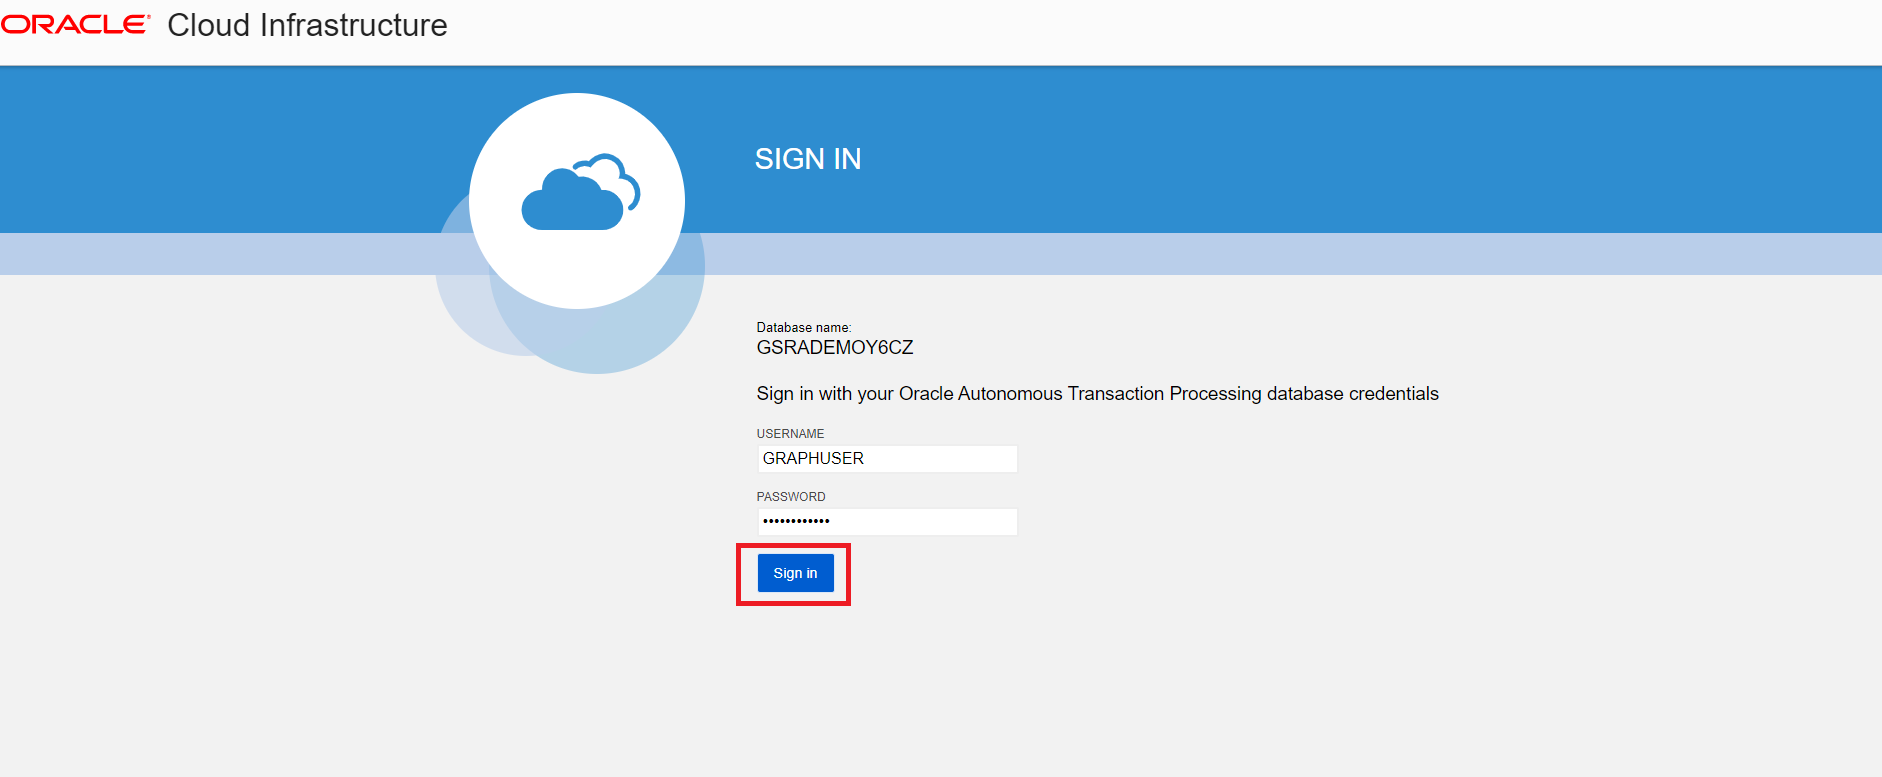 ORACLE® Cloud Infrastructure
SIGN IN
Database name:
GSRADEMOY6CZ
Sign in with your Oracle Autonomous Transaction Processing database credentials
USERNAME
GRAPHUSER
PASSWORD
••••••••••••
Sign in